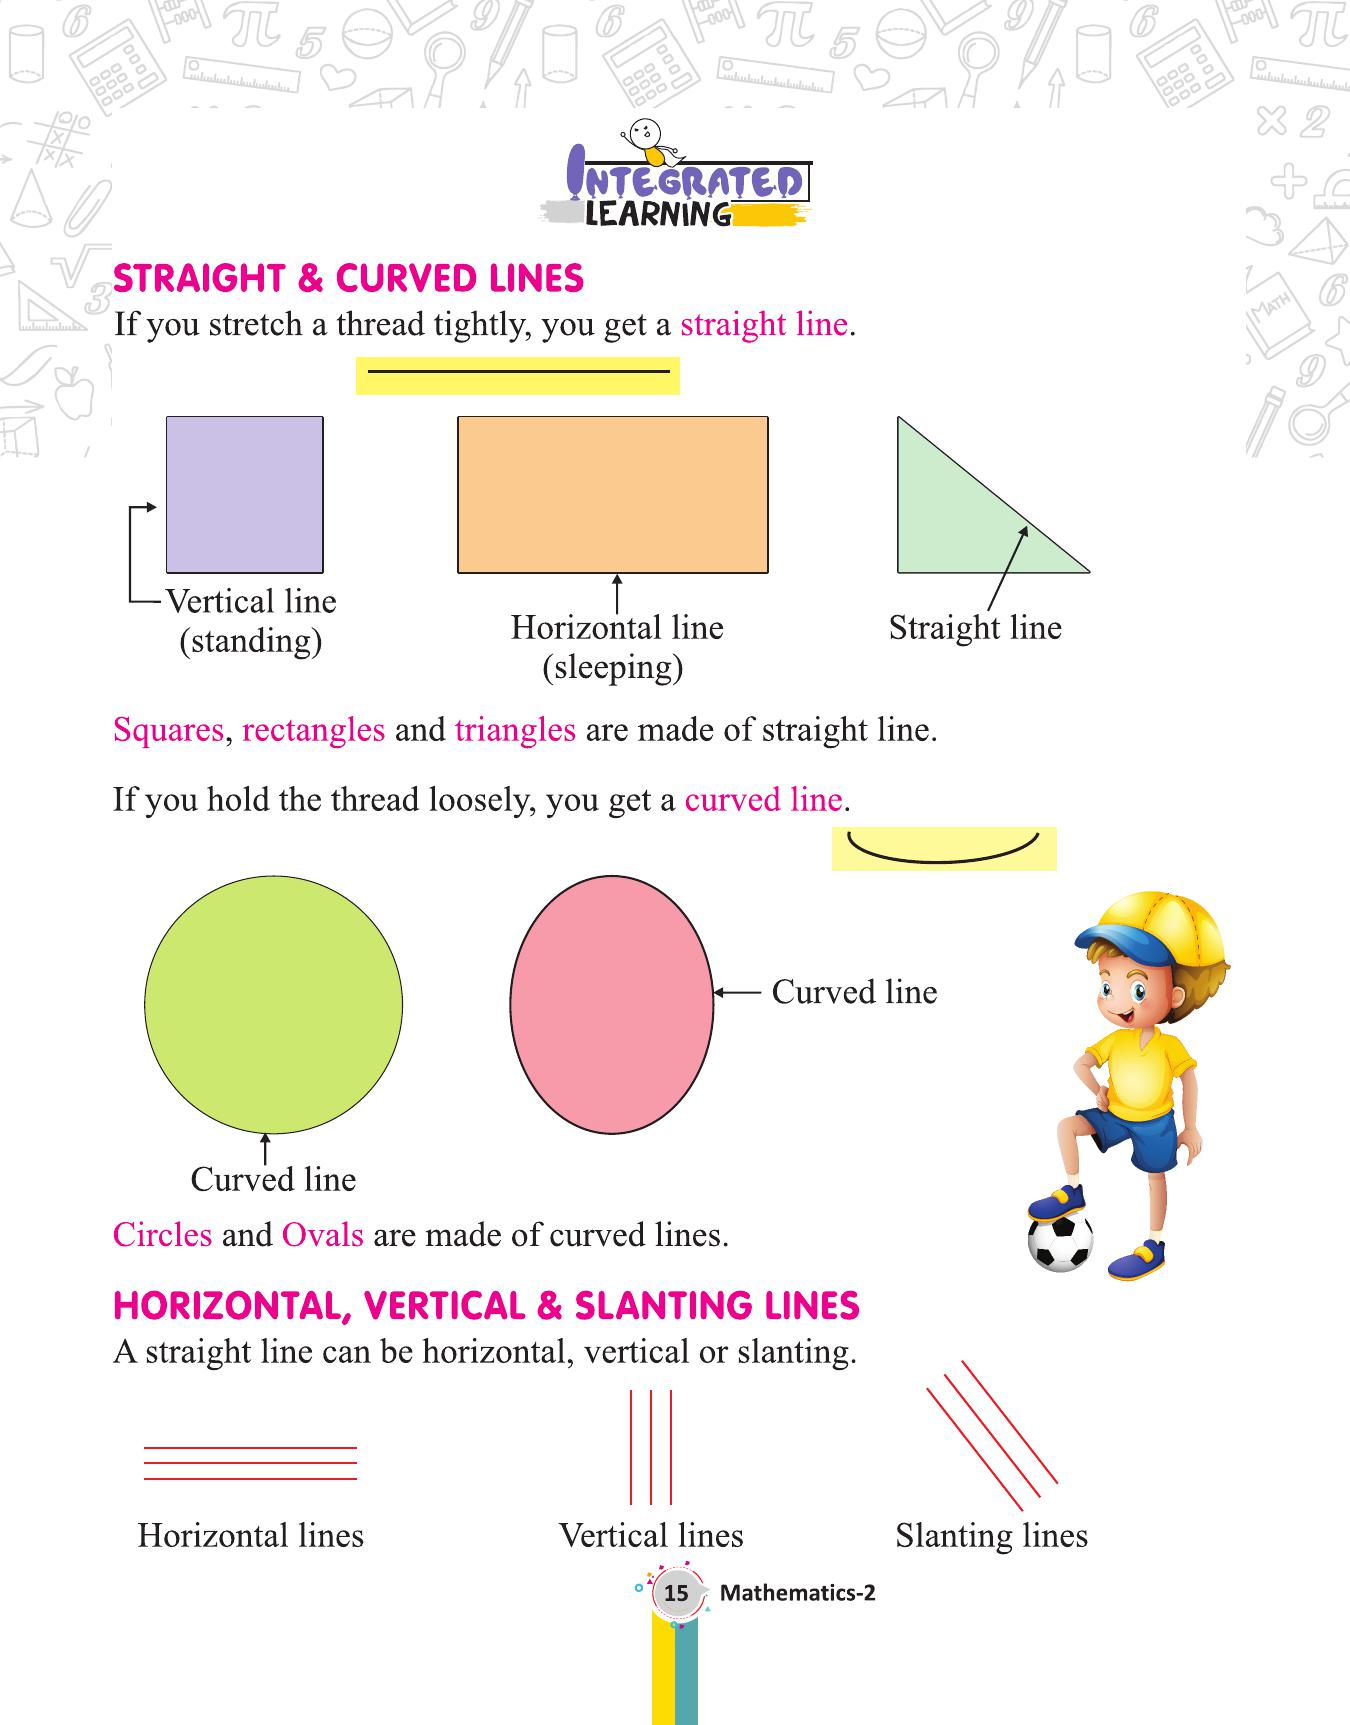 INTEGRATED
LEARNING
STRAIGHT & CURVED LINES
If you stretch a thread tightly, you get a straight line.
Vertical line
(standing)
Horizontal line
(sleeping)
Straight line
Squares, rectangles and triangles are made of straight line.
If you hold the thread loosely, you get a curved line.
Curved line
Curved line
Circles and Ovals are made of curved lines.
HORIZONTAL, VERTICAL & SLANTING LINES
A straight line can be horizontal, vertical or slanting.
Horizontal lines
Vertical lines
Slanting lines
15 Mathematics-2